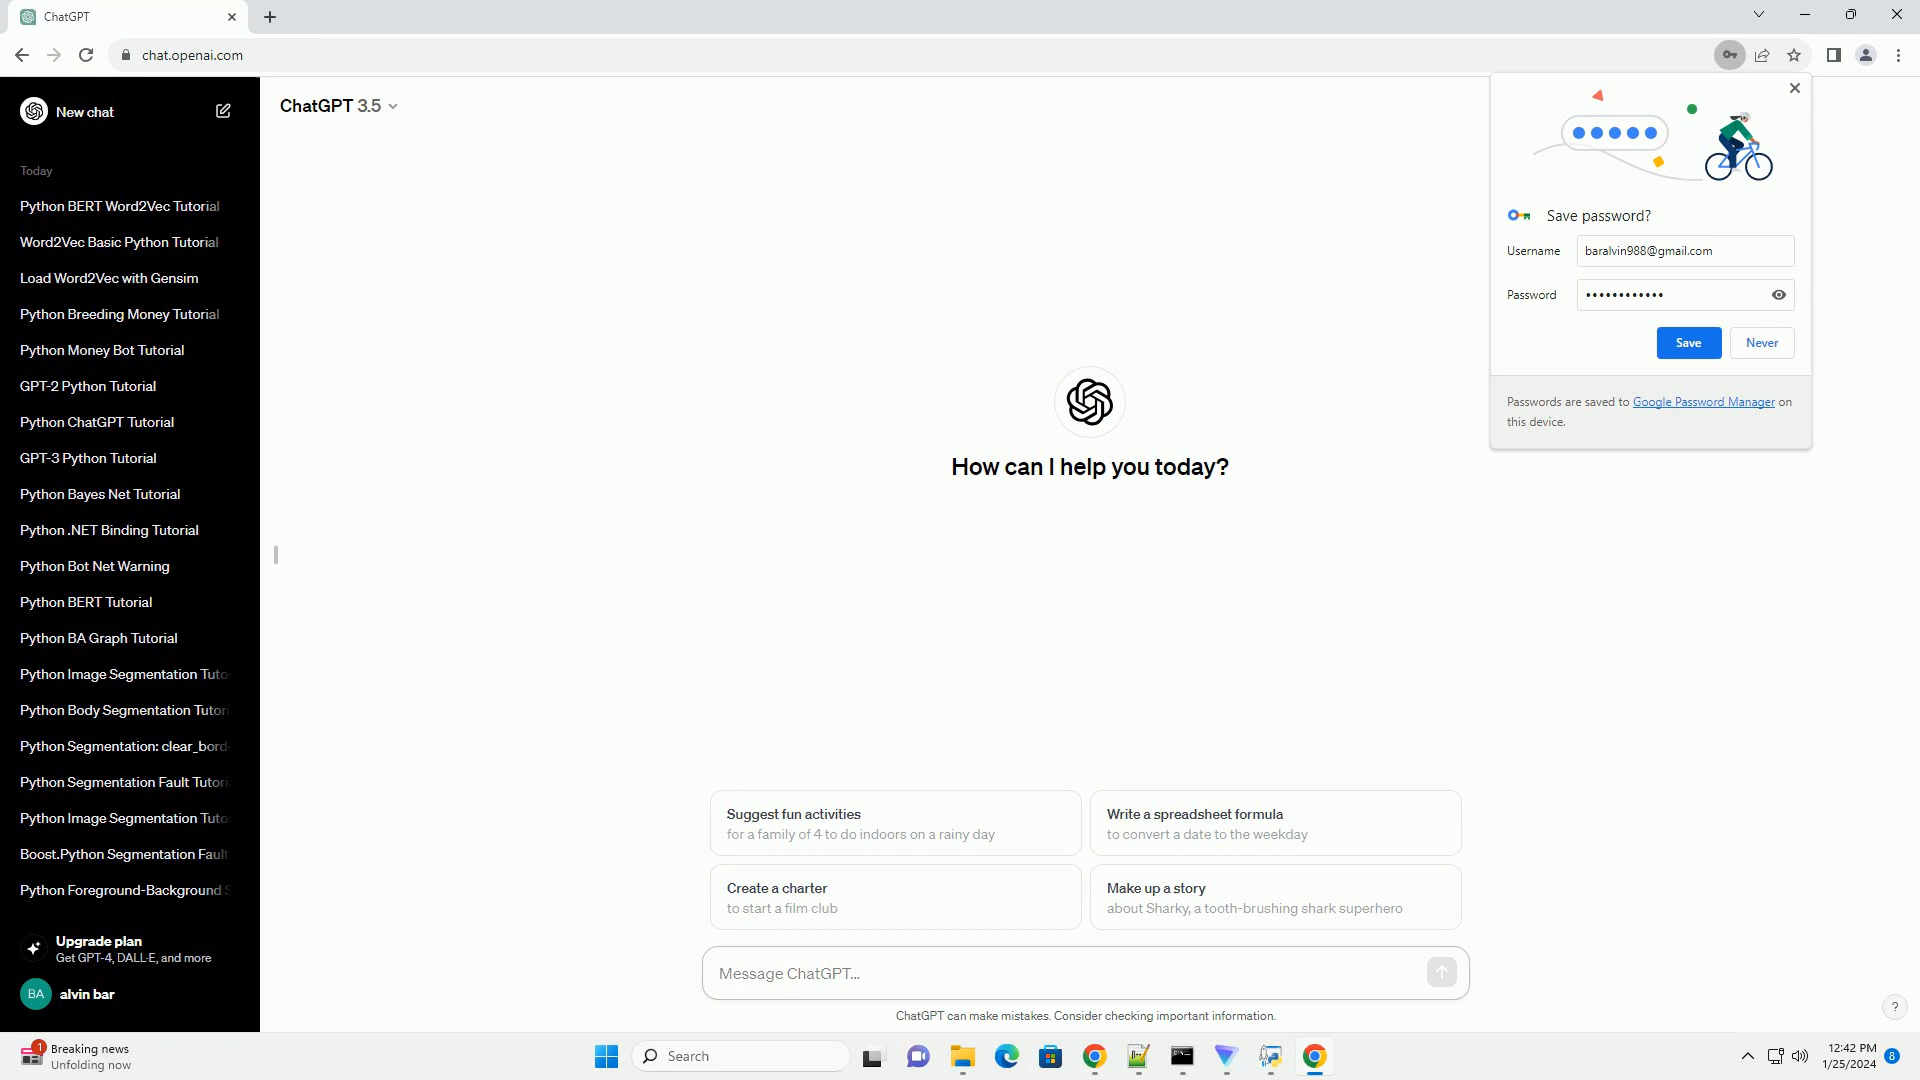 ChatGPT
chat.openai.com
New chat
Today
Python BERT Word2Vec Tutorial
Word2Vec Basic Python Tutorial
Load Word2Vec with Gensim
Python Breeding Money Tutorial
Python Money Bot Tutorial
GPT-2 Python Tutorial
Python ChatGPT Tutorial
GPT-3 Python Tutorial
Python Bayes Net Tutorial
Python .NET Binding Tutorial
Python Bot Net Warning
Python BERT Tutorial
Python BA Graph Tutorial
Python Image Segmentation Tuto
Python Body Segmentation Tutori
Python Segmentation: clear_bord
Python Segmentation Fault Tutori
Python Image Segmentation Tuto
Boost.Python Segmentation Fault
Python Foreground-Background S
Upgrade plan
Get GPT-4, DALL·E, and more
BA alvin bar
ChatGPT 3.5
How can I help you today?
Suggest fun activities
for a family of 4 to do indoors on a rainy day
Write a spreadsheet formula
to convert a date to the weekday
Create a charter
to start a film club
Make up a story
about Sharky, a tooth-brushing shark superhero
Message ChatGPT...
ChatGPT can make mistakes. Consider checking important information.
?
Save password?
Username baralvin988@gmail.com
Password ••••••••••••
Save Never
Passwords are saved to Google Password Manager on
this device.
1
Breaking news
Unfolding now
Search
12:42 PM
1/25/2024
8